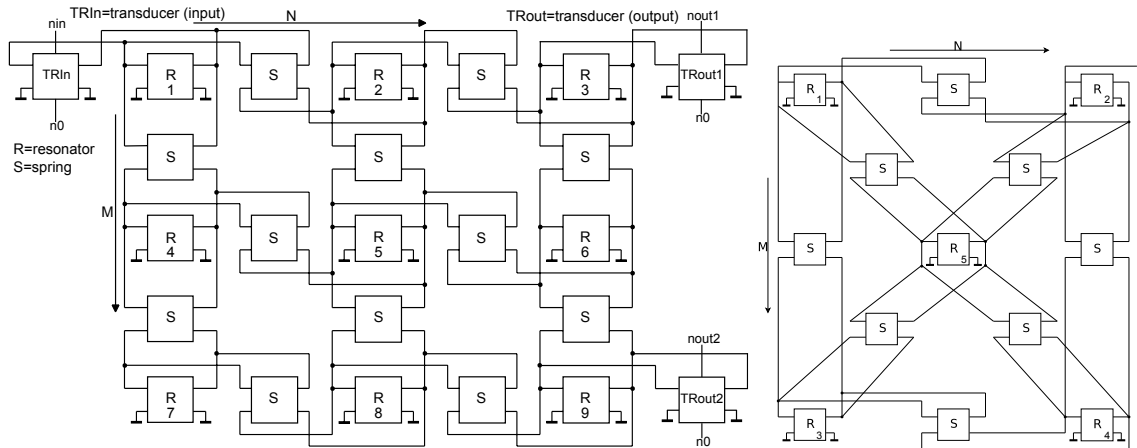 TRIn=transducer (input)
N
TRout=transducer (output)
nout1
nin
TRIn
R
1
S
R
2
S
R
3
TRout1
n0
n0
R=resonator
S=spring
S
S
S
M
R
4
S
R
5
S
R
6
S
S
S
nout2
R
7
S
R
8
S
R
9
TRout2
n0
N
R
1
S
R
2
S
S
M
S
R
5
S
S
S
R
3
S
R
4